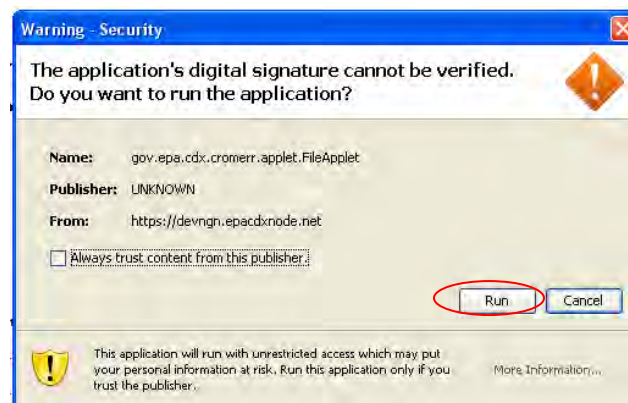 Warning - Security
The application's digital signature cannot be verified.
Do you want to run the application?
Name: gov.epa.cdx.cromerr.applet.FileApplet
Publisher: UNKNOWN
From: https://devngn.epacdxnode.net
Always trust content from this publisher.
Run Cancel
This application will run with unrestricted access which may put
your personal information at risk. Run this application only if you
trust the publisher.
More Information...